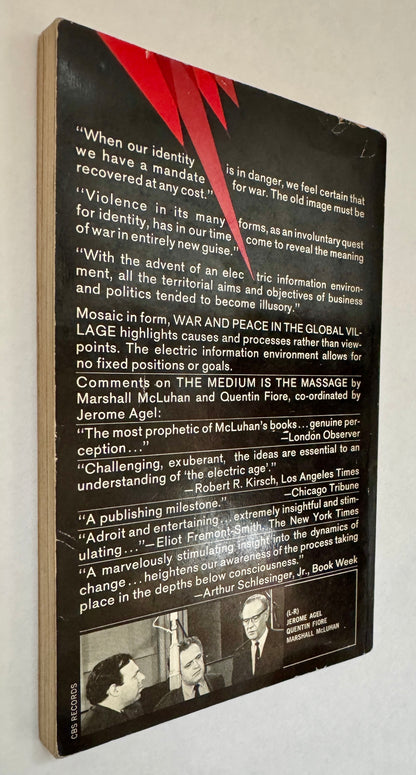 “When our identity is in danger, we feel certain that
we have a mandate for war. The old image must be
recovered at any cost.”
“Violence in its many forms, as an involuntary quest
for identity, has in our time come to reveal the meaning
of war in entirely new guise.”
“With the advent of an elec tric information environ-
ment, all the territorial aims and objectives of business
and politics tended to become illusory.”
Mosaic in form, WAR AND PEACE IN THE GLOBAL VIL-
LAGE highlights causes and processes rather than view-
points. The electric information environment allows for
no fixed positions or goals.
Comments on THE MEDIUM IS THE MASSAGE by
Marshall McLuhan and Quentin Fiore, co-ordinated by
Jerome Agel:
“The most prophetic of McLuhan's books...genuine per-
ception...”
—London Observer
“Challenging, exuberant, the ideas are essential to an
understanding of ‘the electric age’.”
—Robert R. Kirsch, Los Angeles Times
“A publishing milestone.”
—Chicago Tribune
“Adroit and entertaining...extremely insightful and stim-
ulating...”—Eliot Fremont-Smith, The New York Times
“A marvelously stimulating insight into the dynamics of
change...heightens our awareness of the process taking
place in the depths below consciousness.”
—Arthur Schlesinger, Jr., Book Week
(L-R)
JEROME AGEL
QUENTIN FIORE
MARSHALL McLUHAN
CBS RECORDS